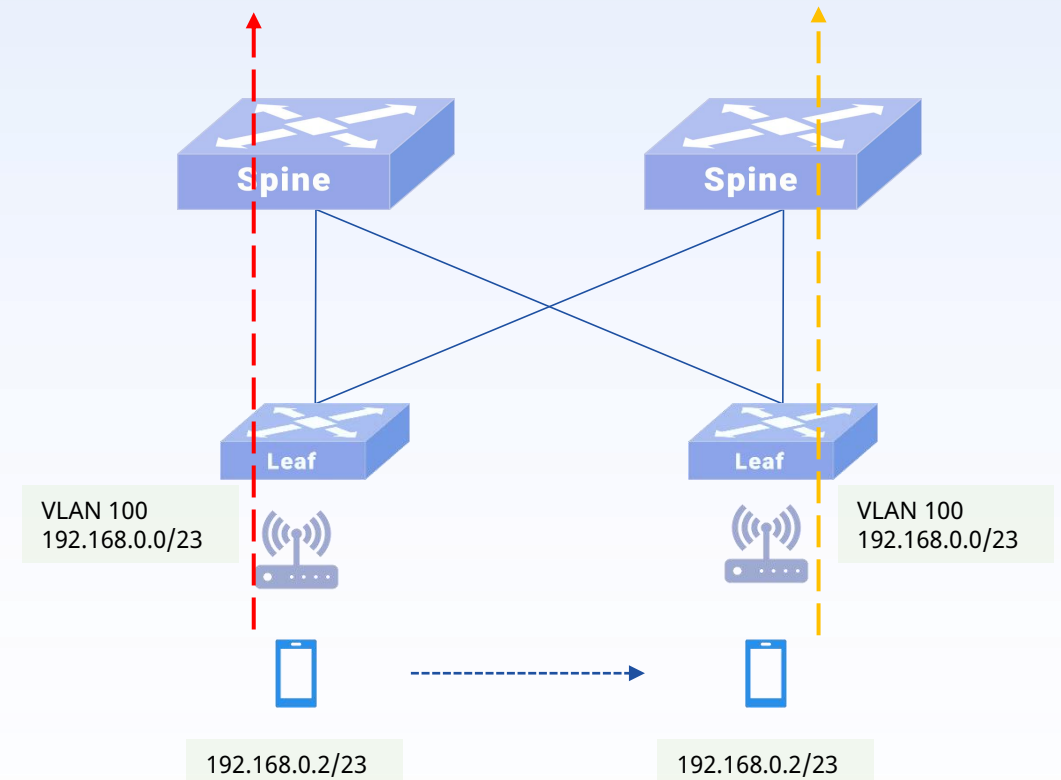 Spine
Spine
Leaf
Leaf
VLAN 100
192.168.0.0/23
VLAN 100
192.168.0.0/23
192.168.0.2/23
192.168.0.2/23